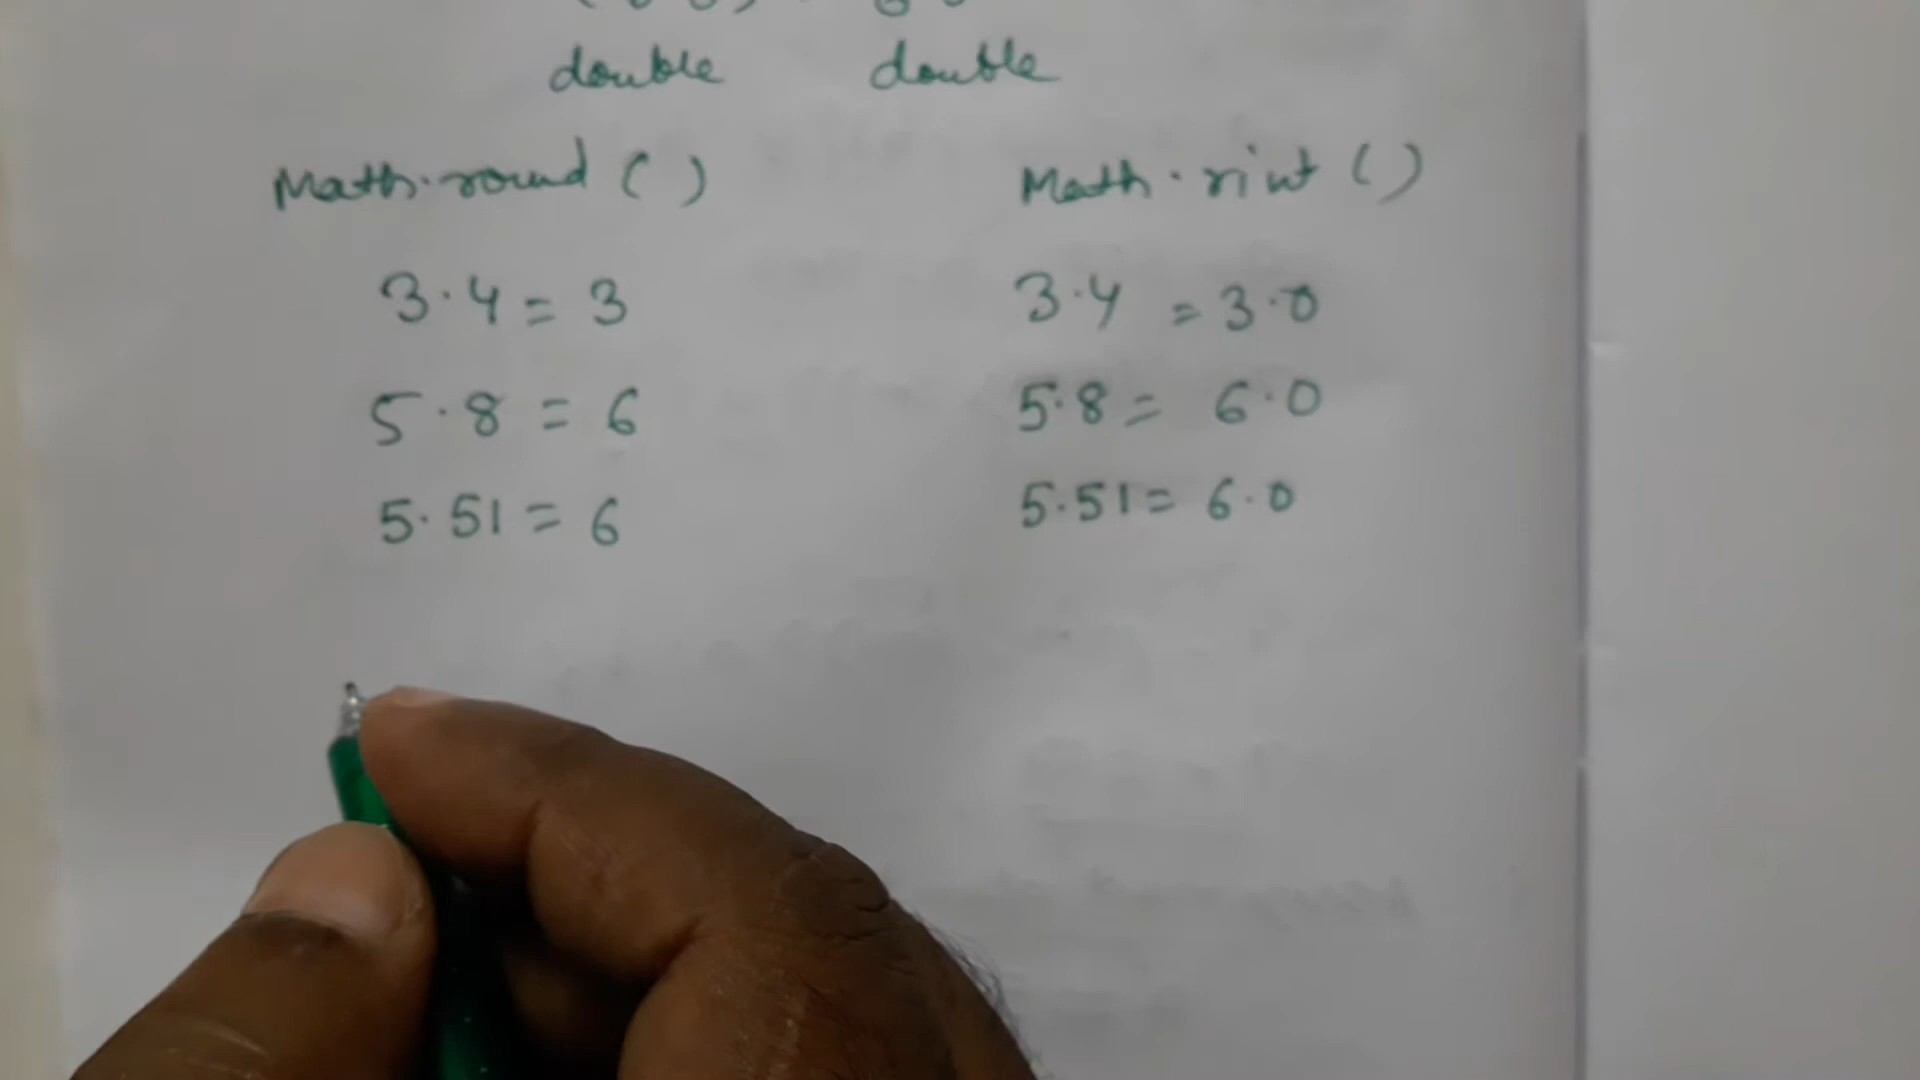 double double
Math.round ( ) Math.rint ( )
3.4 = 3 3.4 = 3.0
5.8 = 6 5.8 = 6.0
5.51 = 6 5.51 = 6.0